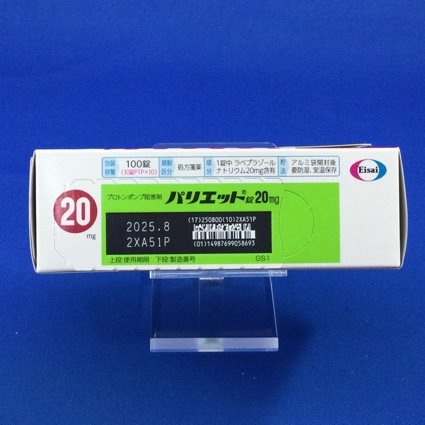 包装 100錠 (10錠PTP×10)
規制区分 処方箋薬
成分 1錠中 ラベプラゾールナトリウム20mg含有
貯法 アルミ袋開封後 要防湿、室温保存
Eisai
20 mg
プロトンポンプ阻害剤 パリエット®錠20mg
2025.8
2XA51P
(17)250800(10)2XA51P
(01)14987699058693
上段:使用期限 下段:製造番号
GS1